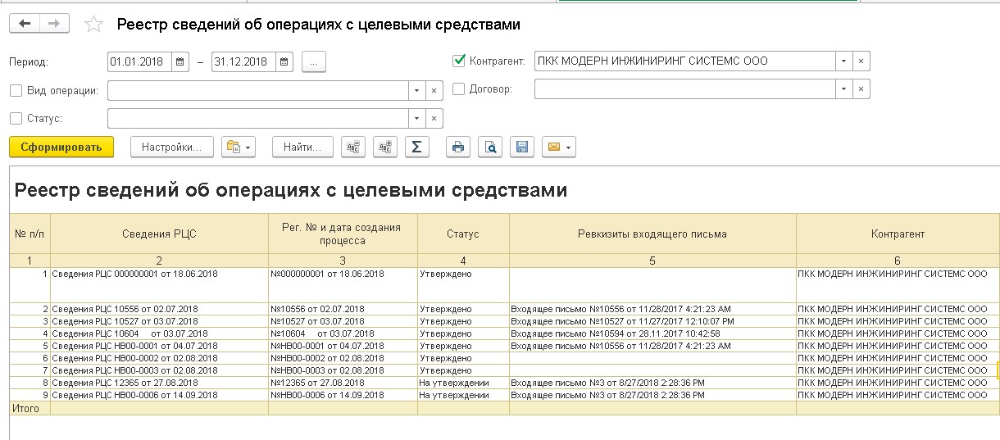 Реестр сведений об операциях с целевыми средствами
Период: 01.01.2018 – 31.12.2018 ... Контрагент: ПКК МОДЕРН ИНЖИНИРИНГ СИСТЕМС ООО
Вид операции: Договор:
Статус:
Сформировать Настройки... Найти...
Реестр сведений об операциях с целевыми средствами
№ п/п Сведения РЦС Рег. № и дата создания процесса Статус Ревкизиты входящего письма Контрагент
1 2 3 4 5 6
1 Сведения РЦС 000000001 от 18.06.2018 №000000001 от 18.06.2018 Утверждено ПКК МОДЕРН ИНЖИНИРИНГ СИСТЕМС ООО
2 Сведения РЦС 10556 от 02.07.2018 №10556 от 02.07.2018 Утверждено Входящее письмо №10556 от 11/28/2017 4:21:23 AM ПКК МОДЕРН ИНЖИНИРИНГ СИСТЕМС ООО
3 Сведения РЦС 10527 от 03.07.2018 №10527 от 03.07.2018 Утверждено Входящее письмо №10527 от 11/27/2017 12:10:07 PM ПКК МОДЕРН ИНЖИНИРИНГ СИСТЕМС ООО
4 Сведения РЦС 10604 от 03.07.2018 №10604 от 03.07.2018 Утверждено Входящее письмо №10594 от 28.11.2017 10:42:58 ПКК МОДЕРН ИНЖИНИРИНГ СИСТЕМС ООО
5 Сведения РЦС НВ00-0001 от 04.07.2018 №НВ00-0001 от 04.07.2018 Утверждено Входящее письмо №10556 от 11/28/2017 4:21:23 AM ПКК МОДЕРН ИНЖИНИРИНГ СИСТЕМС ООО
6 Сведения РЦС НВ00-0002 от 02.08.2018 №НВ00-0002 от 02.08.2018 Утверждено ПКК МОДЕРН ИНЖИНИРИНГ СИСТЕМС ООО
7 Сведения РЦС НВ00-0003 от 02.08.2018 №НВ00-0003 от 02.08.2018 Утверждено ПКК МОДЕРН ИНЖИНИРИНГ СИСТЕМС ООО
8 Сведения РЦС 12365 от 27.08.2018 №12365 от 27.08.2018 На утверждении Входящее письмо №3 от 8/27/2018 2:28:36 PM ПКК МОДЕРН ИНЖИНИРИНГ СИСТЕМС ООО
9 Сведения РЦС НВ00-0006 от 14.09.2018 №НВ00-0006 от 14.09.2018 На утверждении Входящее письмо №3 от 8/27/2018 2:28:36 PM ПКК МОДЕРН ИНЖИНИРИНГ СИСТЕМС ООО
Итого